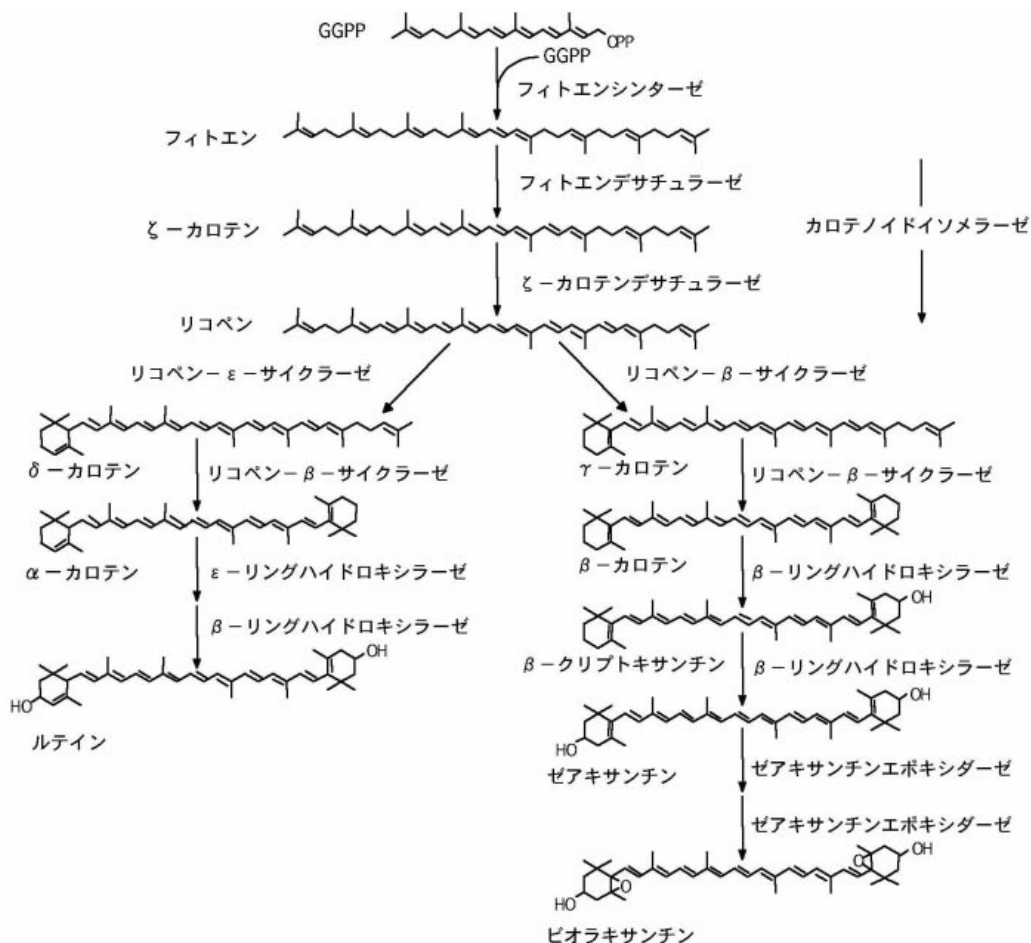 GGPP
OPP
GGPP
フィトエンシンターゼ
フィトエン
フィトエンデサチュラーゼ
ζ－カロテン
カロテノイドイソメラーゼ
ζ－カロテンデサチュラーゼ
リコペン
リコペン－ε－サイクラーゼ
リコペン－β－サイクラーゼ
δ－カロテン
リコペン－β－サイクラーゼ
γ－カロテン
リコペン－β－サイクラーゼ
α－カロテン
ε－リングハイドロキシラーゼ
β－カロテン
β－リングハイドロキシラーゼ
β－リングハイドロキシラーゼ
OH
β－クリプトキサンチン
β－リングハイドロキシラーゼ
OH
HO
ルテイン
OH
HO
ゼアキサンチン
ゼアキサンチンエポキシダーゼ
ゼアキサンチンエポキシダーゼ
OH
O
O
HO
ビオラキサンチン